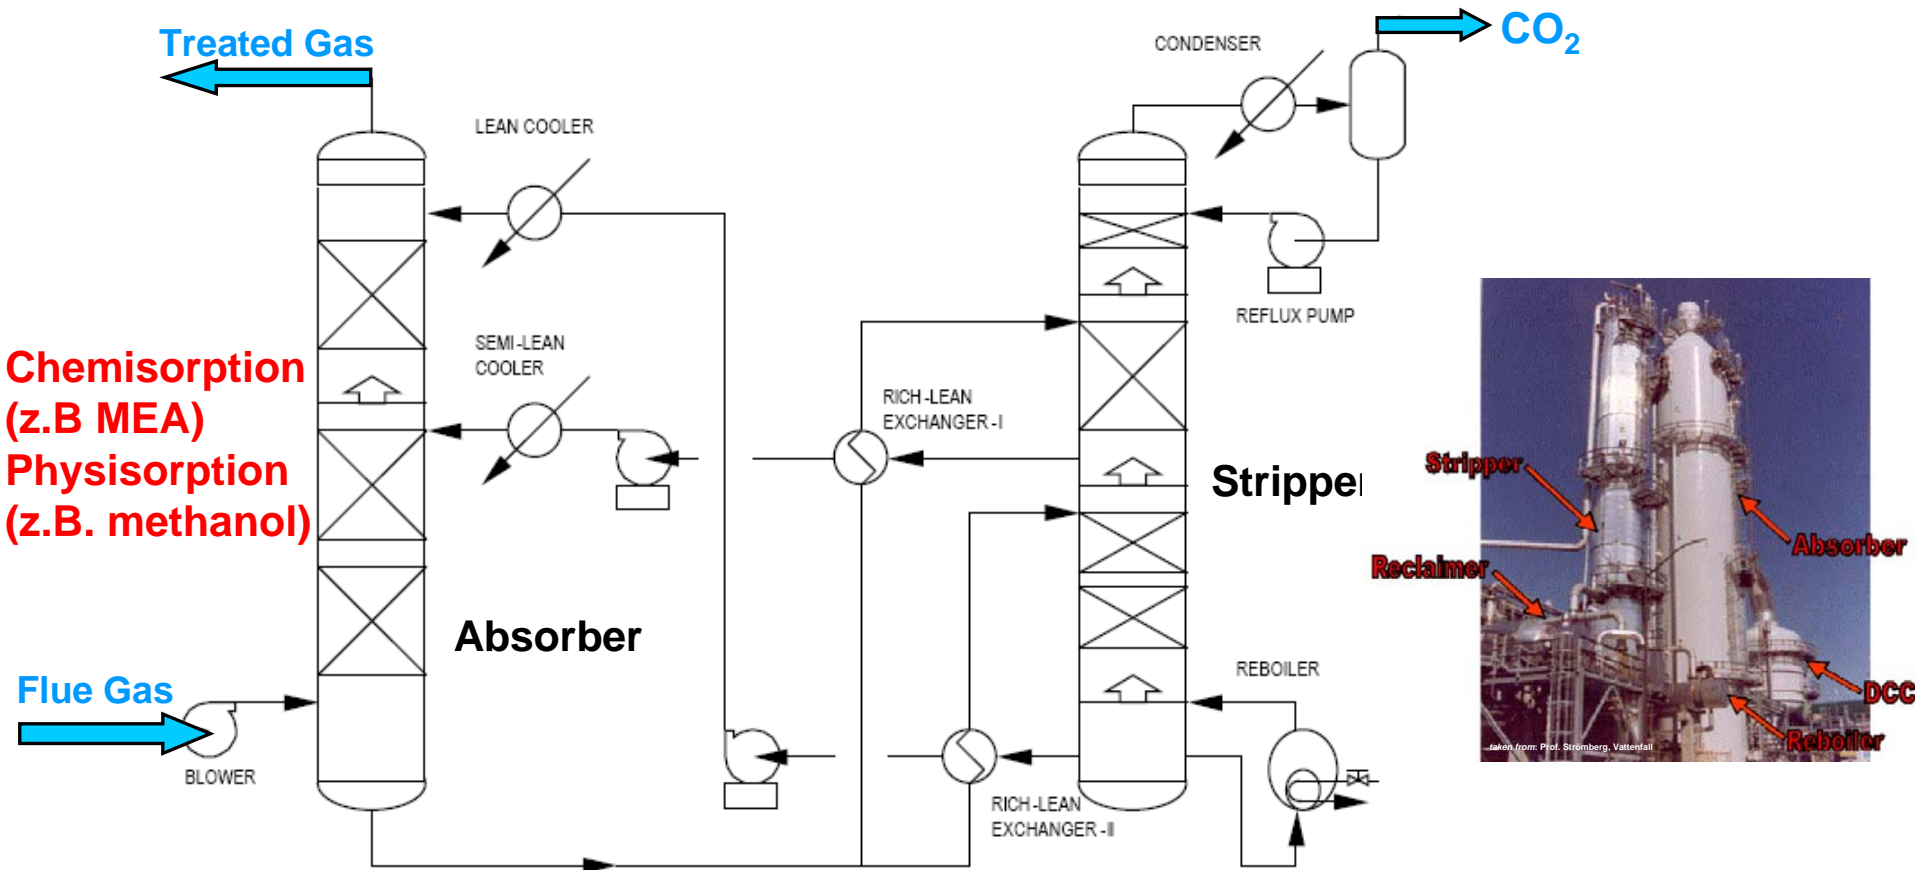 Treated Gas
CO2
CONDENSER
LEAN COOLER
REFLUX PUMP
SEMI-LEAN
COOLER
Chemisorption
(z.B MEA)
Physisorption
(z.B. methanol)
RICH-LEAN
EXCHANGER-I
Stripper
Stripper
Absorber
Reclaimer
Absorber
REBOILER
Flue Gas
DCC
Reboiler
taken from: Prof. Strömberg, Vattenfall
BLOWER
RICH-LEAN
EXCHANGER-II